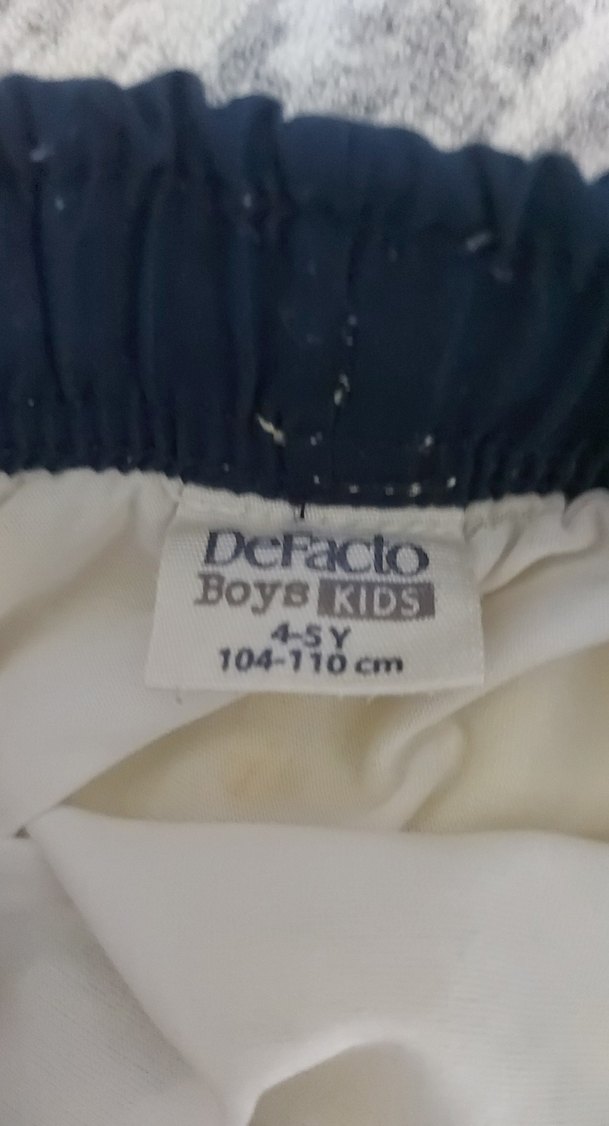 DeFacto
Boys KIDS
4-5 Y
104-110 cm